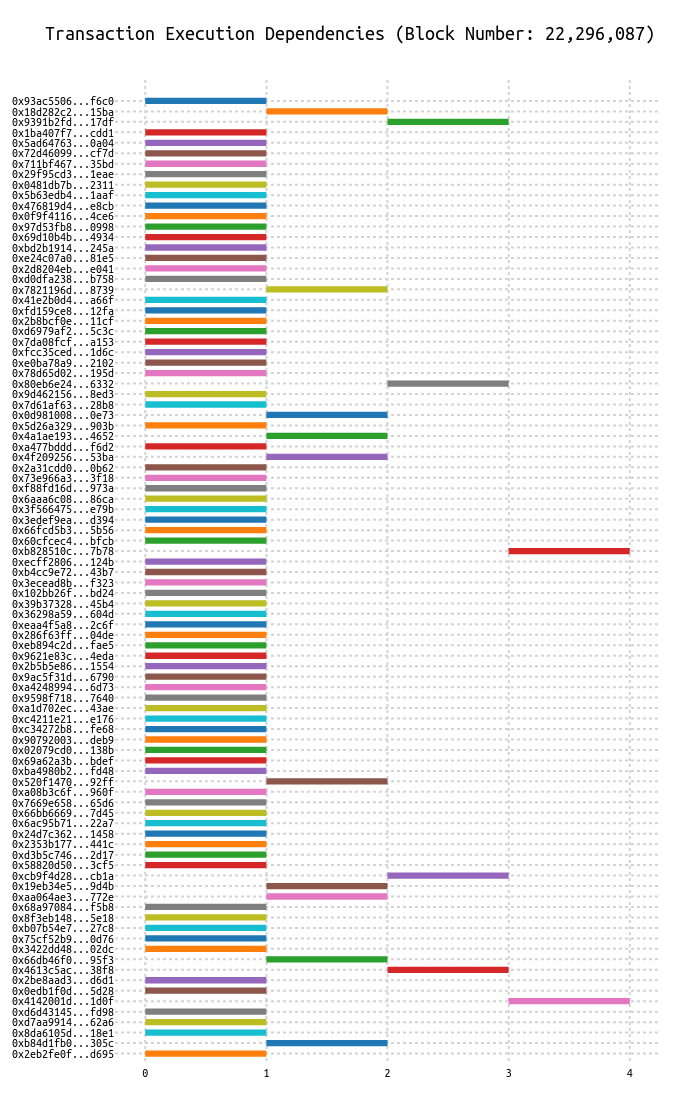 Transaction Execution Dependencies (Block Number: 22,296,087)
0x93ac5506...f6c0
0x18d282c2...15ba
0x9391b2fd...17df
0x1ba407f7...cdd1
0x5ad64763...0a04
0x72d46099...cf7d
0x711bf467...35bd
0x29f95cd3...1eae
0x0481db7b...2311
0x5b63edb4...1aaf
0x476819d4...e8cb
0x0f9f4116...4ce6
0x97d53fb8...0998
0x69d10b4b...4934
0xbd2b1914...245a
0xe24c07a0...81e5
0x2d8204eb...e041
0xd0dfa238...b758
0x7821196d...8739
0x41e2b0d4...a66f
0xfd159ce8...12fa
0x2b8bcf0e...11cf
0xd6979af2...5c3c
0x7da08fcf...a153
0xfcc35ced...1d6c
0xe0ba78a9...2102
0x78d65d02...195d
0x80eb6e24...6332
0x9d462156...8ed3
0x7d61af63...28b8
0x0d981008...0e73
0x5d26a329...903b
0x4a1ae193...4652
0xa477bddd...f6d2
0x4f209256...53ba
0x2a31cdd0...0b62
0x73e966a3...3f18
0xf88fd16d...973a
0x6aaa6c08...86ca
0x3f566475...e79b
0x3edef9ea...d394
0x66fcd5b3...5b56
0x60cfcec4...bfcb
0xb828510c...7b78
0xecff2806...124b
0xb4cc9e72...43b7
0x3ecead8b...f323
0x102bb26f...bd24
0x39b37328...45b4
0x36298a59...604d
0xeaa4f5a8...2c6f
0x286f63ff...04de
0xeb894c2d...fae5
0x9621e83c...4eda
0x2b5b5e86...1554
0x9ac5f31d...6790
0xa4248994...6d73
0x9598f718...7640
0xa1d702ec...43ae
0xc4211e21...e176
0xc34272b8...fe68
0x90792003...deb9
0x02079cd0...138b
0x69a62a3b...bdef
0xba4980b2...fd48
0x520f1470...92ff
0xa08b3c6f...960f
0x7669e658...65d6
0x66bb6669...7d45
0x6ac95b71...22a7
0x24d7c362...1458
0x2353b177...441c
0xd3b5c746...2d17
0x58820d50...3cf5
0xcb9f4d28...cb1a
0x19eb34e5...9d4b
0xaa064ae3...772e
0x68a97084...f5b8
0x8f3eb148...5e18
0xb07b54e7...27c8
0x75cf52b9...0d76
0x3422dd48...02dc
0x66db46f0...95f3
0x4613c5ac...38f8
0x2be8aad3...d6d1
0x0edb1f0d...5d28
0x4142001d...1d0f
0xd6d43145...fd98
0xd7aa9914...62a6
0x8da6105d...18e1
0xb84d1fb0...305c
0x2eb2fe0f...d695
0 1 2 3 4